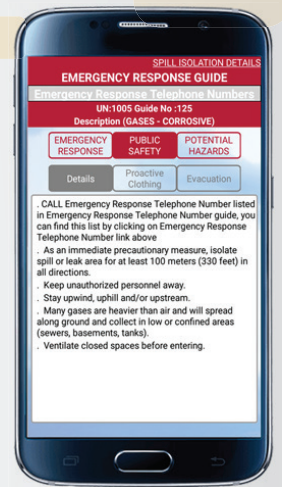 SPILL ISOLATION DETAILS
EMERGENCY RESPONSE GUIDE
Emergency Response Telephone Numbers
UN:1005 Guide No :125
Description (GASES - CORROSIVE)
EMERGENCY RESPONSE
PUBLIC SAFETY
POTENTIAL HAZARDS
Details
Proactive Clothing
Evacuation
. CALL Emergency Response Telephone Number listed
in Emergency Response Telephone Number guide, you
can find this list by clicking on Emergency Response
Telephone Number link above
. As an immediate precautionary measure, isolate
spill or leak area for at least 100 meters (330 feet) in
all directions.
. Keep unauthorized personnel away.
. Stay upwind, uphill and/or upstream.
. Many gases are heavier than air and will spread
along ground and collect in low or confined areas
(sewers, basements, tanks).
. Ventilate closed spaces before entering.